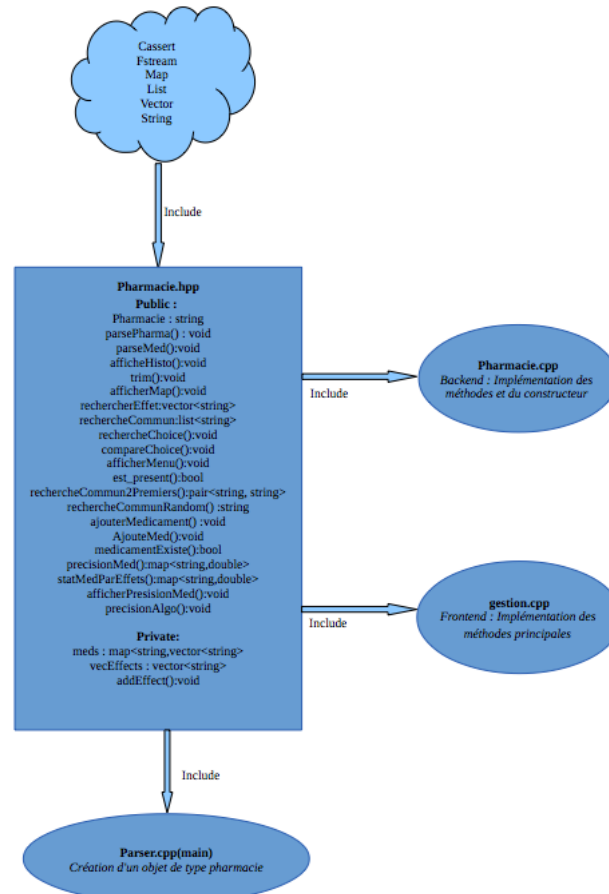 Cassert
Fstream
Map
List
Vector
String
Include
Pharmacie.hpp
Public :
Pharmacie : string
parsePharma() : void
parseMed():void
afficheHisto():void
trim():void
afficherMap():void
rechercherEffet:vector<string>
rechercheCommun:list<string>
rechercheChoice():void
compareChoice():void
afficherMenu():void
est_present():bool
rechercheCommun2Premiers():pair<string, string>
rechercheCommunRandom() :string
ajouterMedicament() :void
AjouteMed():void
medicamentExiste():bool
precisionMed():map<string,double>
statMedParEffets():map<string,double>
afficherPresisionMed():void
precisionAlgo():void
Private:
meds : map<string,vector<string>
vecEffects : vector<string>
addEffect():void
Include
Pharmacie.cpp
Backend : Implémentation des
méthodes et du constructeur
Include
gestion.cpp
Frontend : Implémentation des
méthodes principales
Include
Parser.cpp(main)
Création d'un objet de type pharmacie